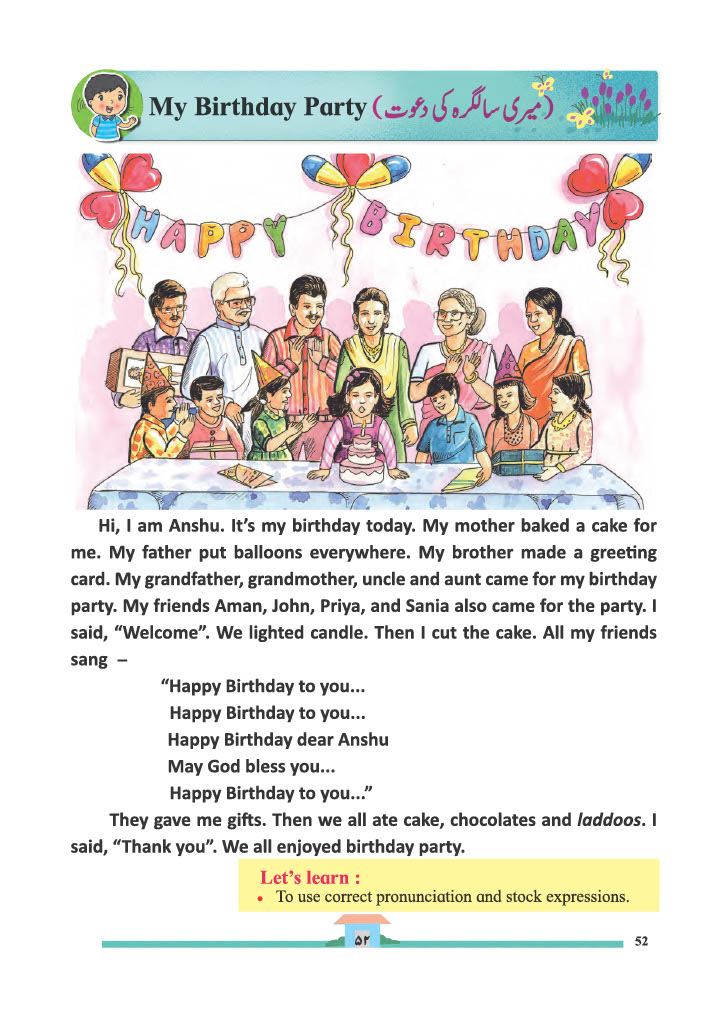 My Birthday Party (میری سالگرہ کی دعوت)
HAPPY BIRTHDAY
Hi, I am Anshu. It’s my birthday today. My mother baked a cake for
me. My father put balloons everywhere. My brother made a greeting
card. My grandfather, grandmother, uncle and aunt came for my birthday
party. My friends Aman, John, Priya, and Sania also came for the party. I
said, “Welcome”. We lighted candle. Then I cut the cake. All my friends
sang –
“Happy Birthday to you...
Happy Birthday to you...
Happy Birthday dear Anshu
May God bless you...
Happy Birthday to you...”
They gave me gifts. Then we all ate cake, chocolates and laddoos. I
said, “Thank you”. We all enjoyed birthday party.
Let’s learn :
• To use correct pronunciation and stock expressions.
۵۲
52